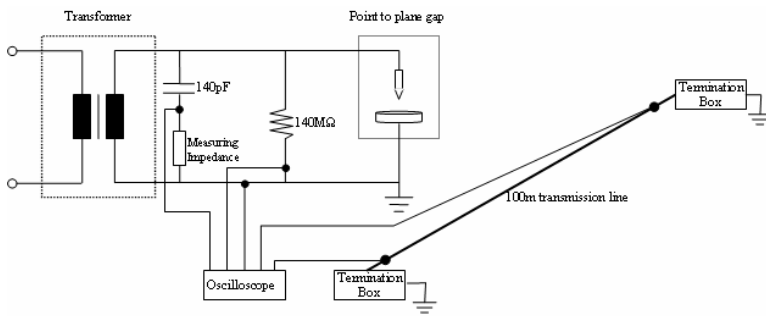 Transformer
Point to plane gap
140pF
140MΩ
Measuring
Impedance
Termination
Box
100m transmission line
Oscilloscope
Termination
Box